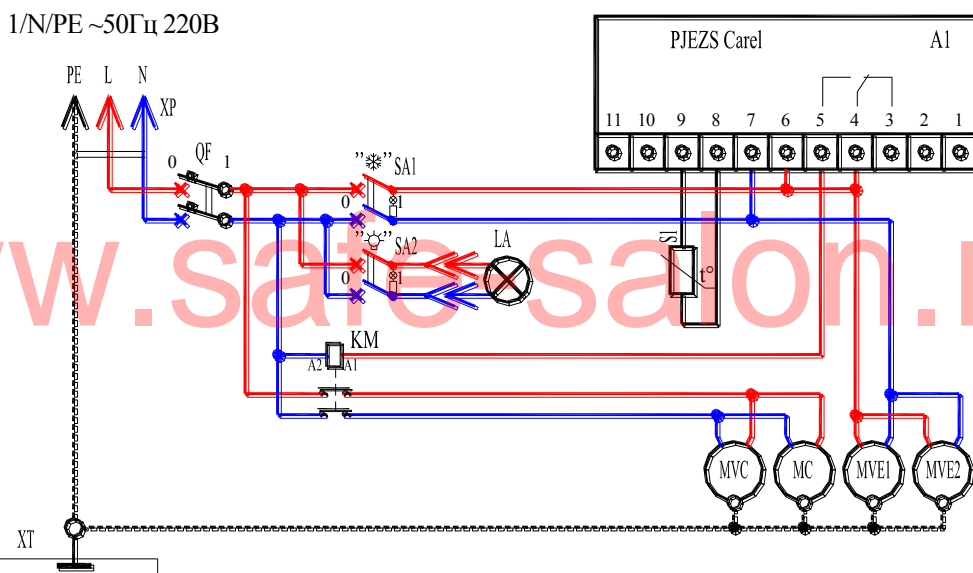 1/N/PE ~50Гц 220В
PJEZS Carel A1
PE L N
XP
11 10 9 8 7 6 5 4 3 2 1
0 QF 1
"❄" SA1
0 1
"💡" SA2
0 1
LA
S1
t°
www.safe-salon.r
KM
A2 A1
MVC MC MVE1 MVE2
XT